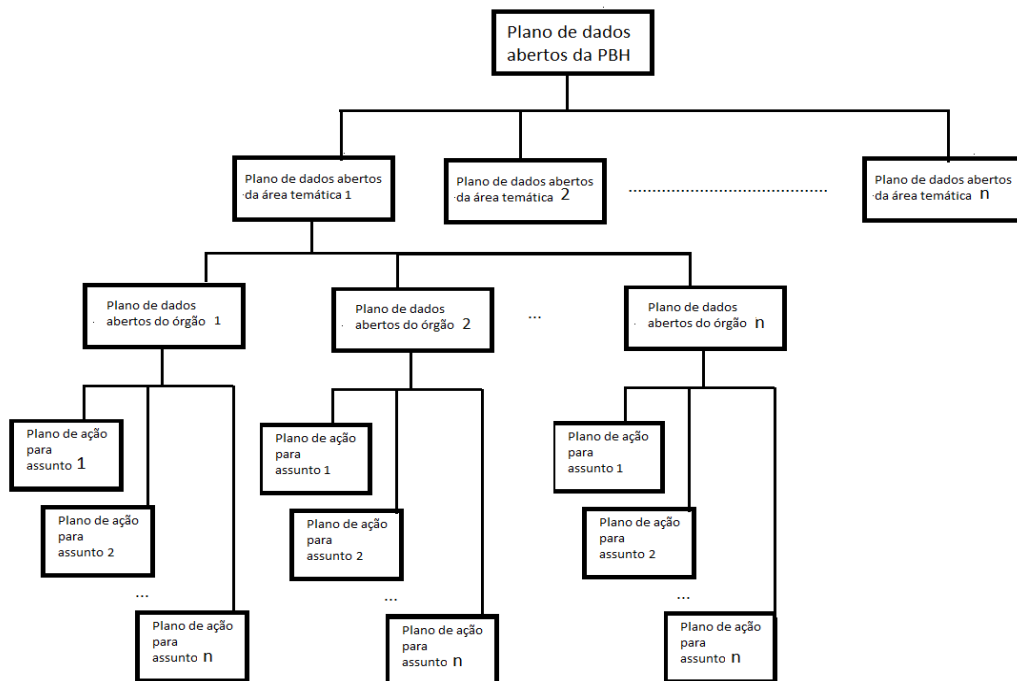 Plano de dados
abertos da PBH
Plano de dados abertos
da área temática 1
Plano de dados abertos
da área temática 2
..........................................
Plano de dados abertos
da área temática n
Plano de dados
abertos do órgão 1
Plano de dados
abertos do órgão 2
...
Plano de dados
abertos do órgão n
Plano de ação
para
assunto 1
Plano de ação
para
assunto 2
...
Plano de ação
para
assunto n
Plano de ação
para
assunto 1
Plano de ação
para
assunto 2
...
Plano de ação
para
assunto n
Plano de ação
para
assunto 1
Plano de ação
para
assunto 2
...
Plano de ação
para
assunto n